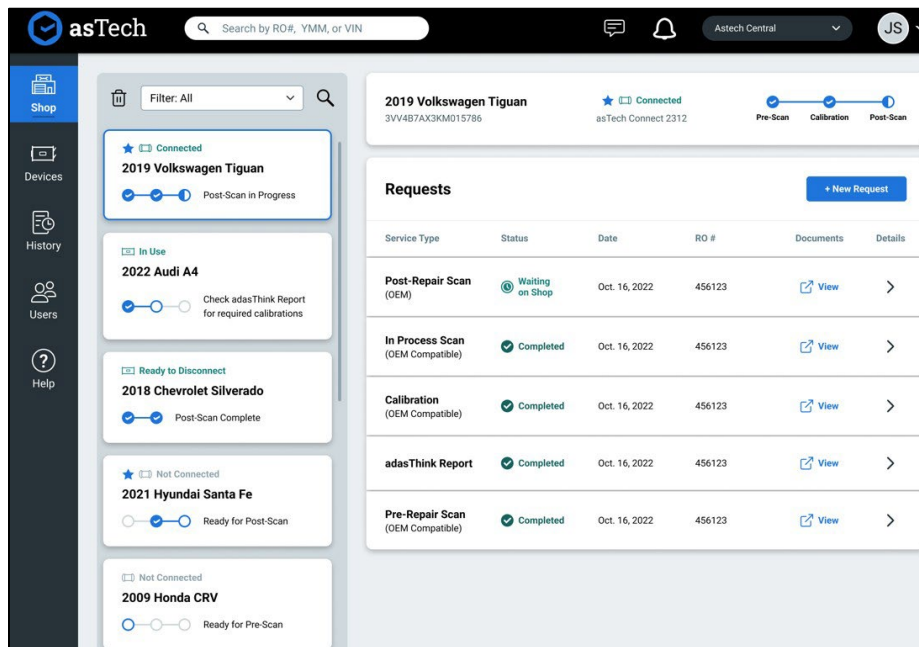 asTech
Search by RO#, YMM, or VIN
Astech Central
JS
Shop
Devices
History
Users
Help
Filter: All
Connected
2019 Volkswagen Tiguan
Post-Scan in Progress
In Use
2022 Audi A4
Check adasThink Report
for required calibrations
Ready to Disconnect
2018 Chevrolet Silverado
Post-Scan Complete
Not Connected
2021 Hyundai Santa Fe
Ready for Post-Scan
Not Connected
2009 Honda CRV
Ready for Pre-Scan
2019 Volkswagen Tiguan
3VV4B7AX3KM015786
Connected
asTech Connect 2312
Pre-Scan Calibration Post-Scan
Requests
+ New Request
Service Type Status Date RO # Documents Details
Post-Repair Scan
(OEM)
Waiting
on Shop
Oct. 16, 2022 456123 View
In Process Scan
(OEM Compatible)
Completed Oct. 16, 2022 456123 View
Calibration
(OEM Compatible)
Completed Oct. 16, 2022 456123 View
adasThink Report Completed Oct. 16, 2022 456123 View
Pre-Repair Scan
(OEM Compatible)
Completed Oct. 16, 2022 456123 View